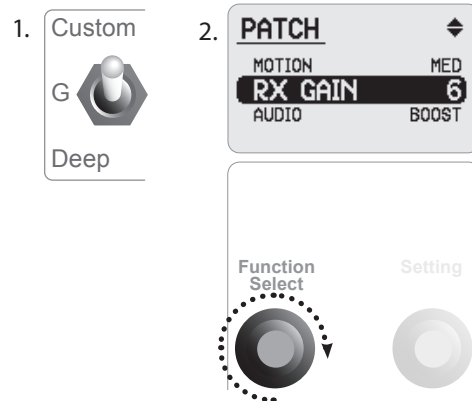 1.
Custom
G
Deep
2.
PATCH
MOTION MED
RX GAIN 6
AUDIO BOOST
Function
Select
Setting